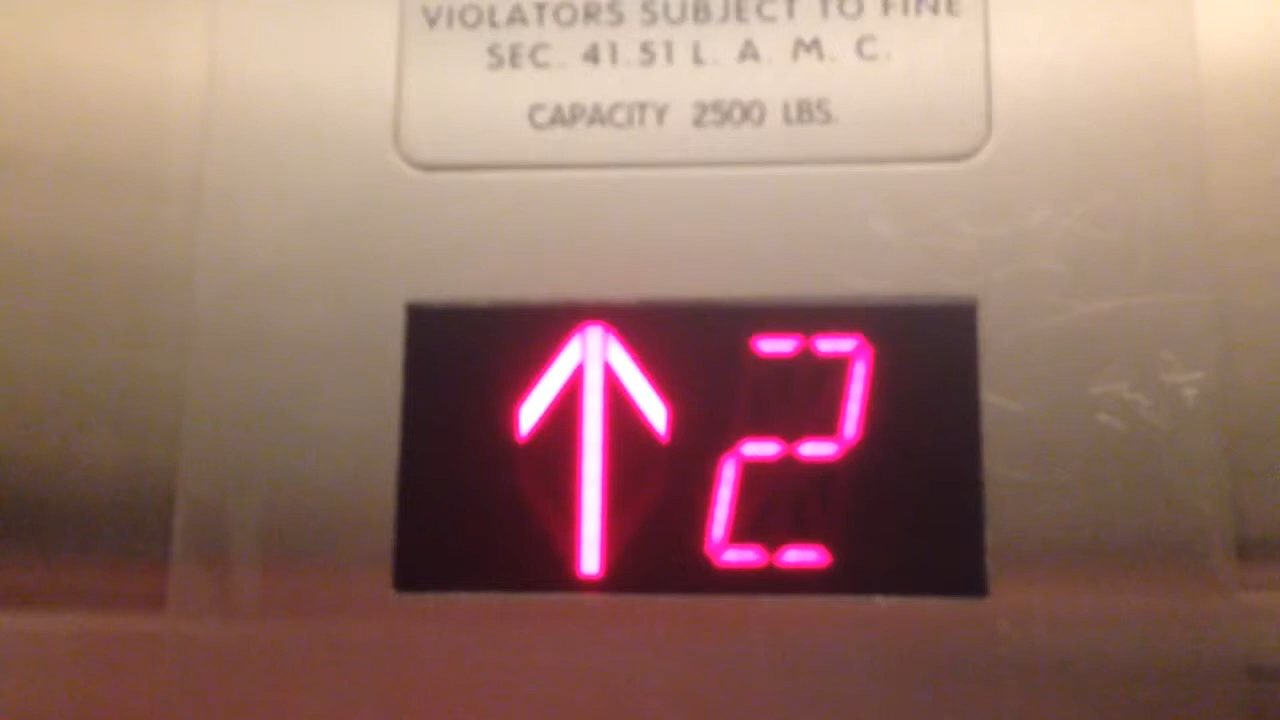 VIOLATORS SUBJECT TO FINE
SEC. 41.51 L. A. M. C.
CAPACITY 2500 LBS.
↑ 2